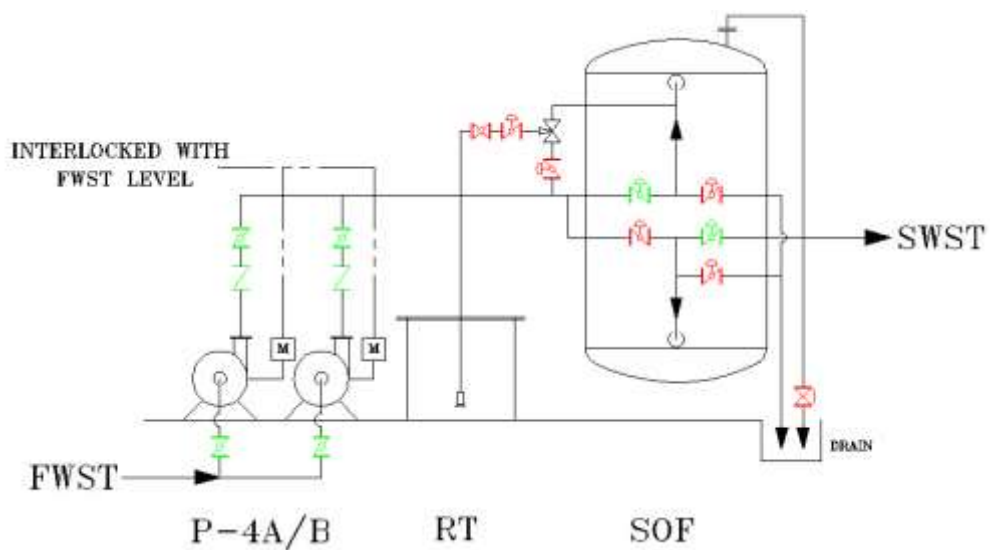 INTERLOCKED WITH
FWST LEVEL
SWST
M
M
DRAIN
FWST
P-4A/B
RT
SOF